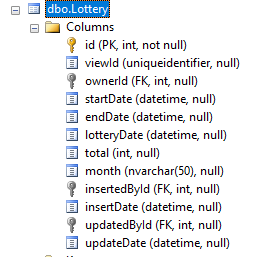 dbo.Lottery
Columns
id (PK, int, not null)
viewId (uniqueidentifier, null)
ownerId (FK, int, null)
startDate (datetime, null)
endDate (datetime, null)
lotteryDate (datetime, null)
total (int, null)
month (nvarchar(50), null)
insertedById (FK, int, null)
insertDate (datetime, null)
updatedById (FK, int, null)
updateDate (datetime, null)